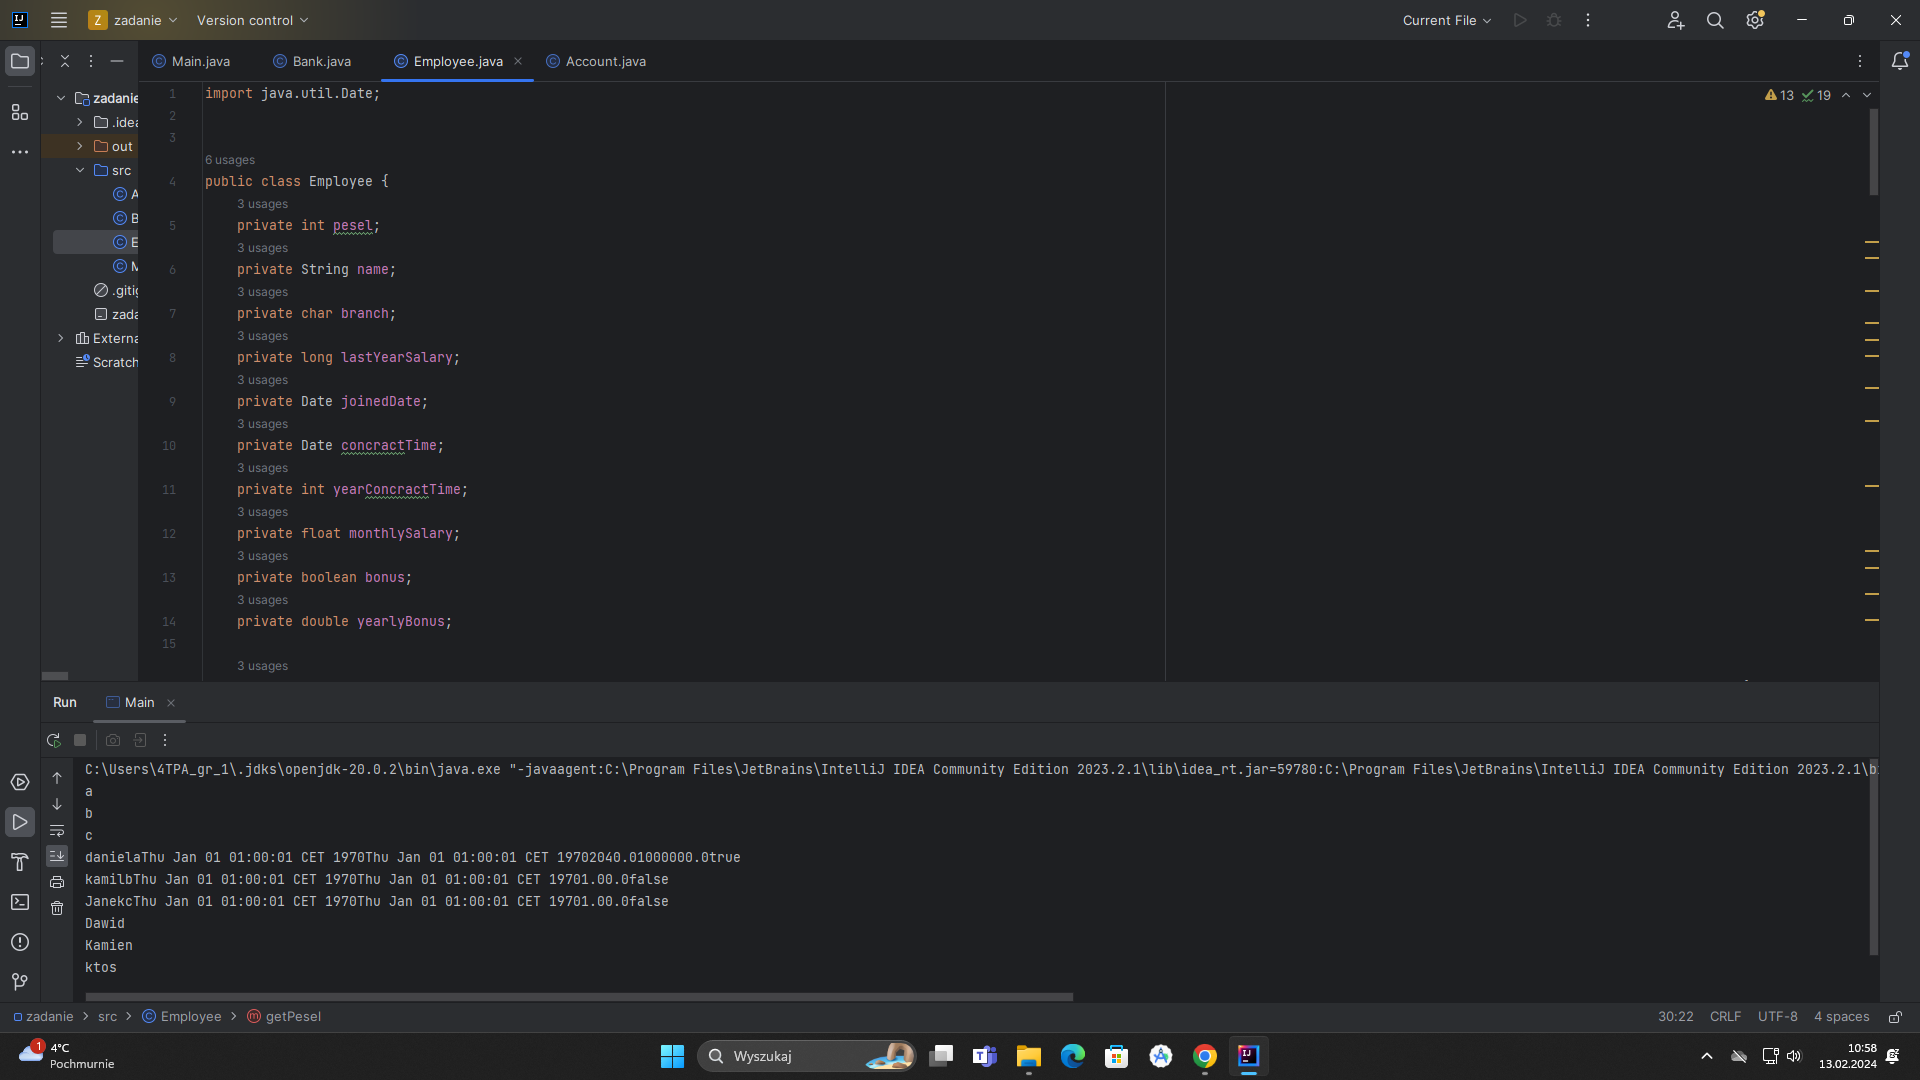 Z zadanie Version control Current File
Main.java Bank.java Employee.java Account.java
zadanie
.idea
out
src
A
B
E
M
.gitig
zada
Externa
Scratch
13 19
1 import java.util.Date;
2
3
6 usages
4 public class Employee {
3 usages
5 private int pesel;
3 usages
6 private String name;
3 usages
7 private char branch;
3 usages
8 private long lastYearSalary;
3 usages
9 private Date joinedDate;
3 usages
10 private Date concractTime;
3 usages
11 private int yearConcractTime;
3 usages
12 private float monthlySalary;
3 usages
13 private boolean bonus;
3 usages
14 private double yearlyBonus;
15
3 usages
Run Main
C:\Users\4TPA_gr_1\.jdks\openjdk-20.0.2\bin\java.exe "-javaagent:C:\Program Files\JetBrains\IntelliJ IDEA Community Edition 2023.2.1\lib\idea_rt.jar=59780:C:\Program Files\JetBrains\IntelliJ IDEA Community Edition 2023.2.1\b
a
b
c
danielaThu Jan 01 01:00:01 CET 1970Thu Jan 01 01:00:01 CET 19702040.01000000.0true
kamilbThu Jan 01 01:00:01 CET 1970Thu Jan 01 01:00:01 CET 19701.00.0false
JanekcThu Jan 01 01:00:01 CET 1970Thu Jan 01 01:00:01 CET 19701.00.0false
Dawid
Kamien
ktos
zadanie src Employee getPesel 30:22 CRLF UTF-8 4 spaces
1 4°C
Pochmurnie
Wyszukaj
10:58
13.02.2024